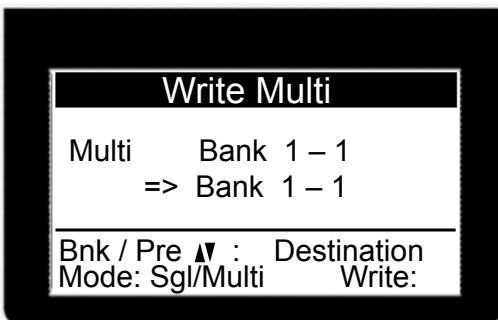 Write Multi
Multi Bank 1 – 1
=> Bank 1 – 1
Bnk / Pre ▲▼ : Destination
Mode: Sgl/Multi Write: